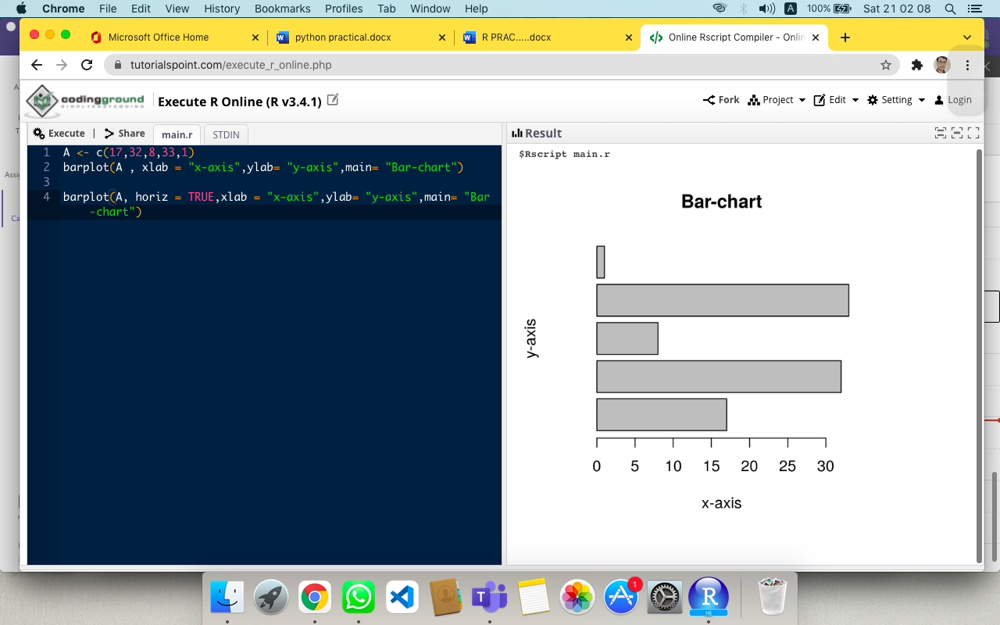 Chrome File Edit View History Bookmarks Profiles Tab Window Help A 100% Sat 21 02 08
Microsoft Office Home python practical.docx R PRAC.....docx Online Rscript Compiler - Onlin
tutorialspoint.com/execute_r_online.php
codingground
SIMPLYEASYCODING
Execute R Online (R v3.4.1)
Fork Project Edit Setting Login
Execute | Share main.r STDIN
Result
1 A <- c(17,32,8,33,1)
2 barplot(A , xlab = "x-axis",ylab= "y-axis",main= "Bar-chart")
3
4 barplot(A, horiz = TRUE,xlab = "x-axis",ylab= "y-axis",main= "Bar
-chart")
$Rscript main.r
Bar-chart
y-axis
0 5 10 15 20 25 30
x-axis
Assig
Ca
1
R